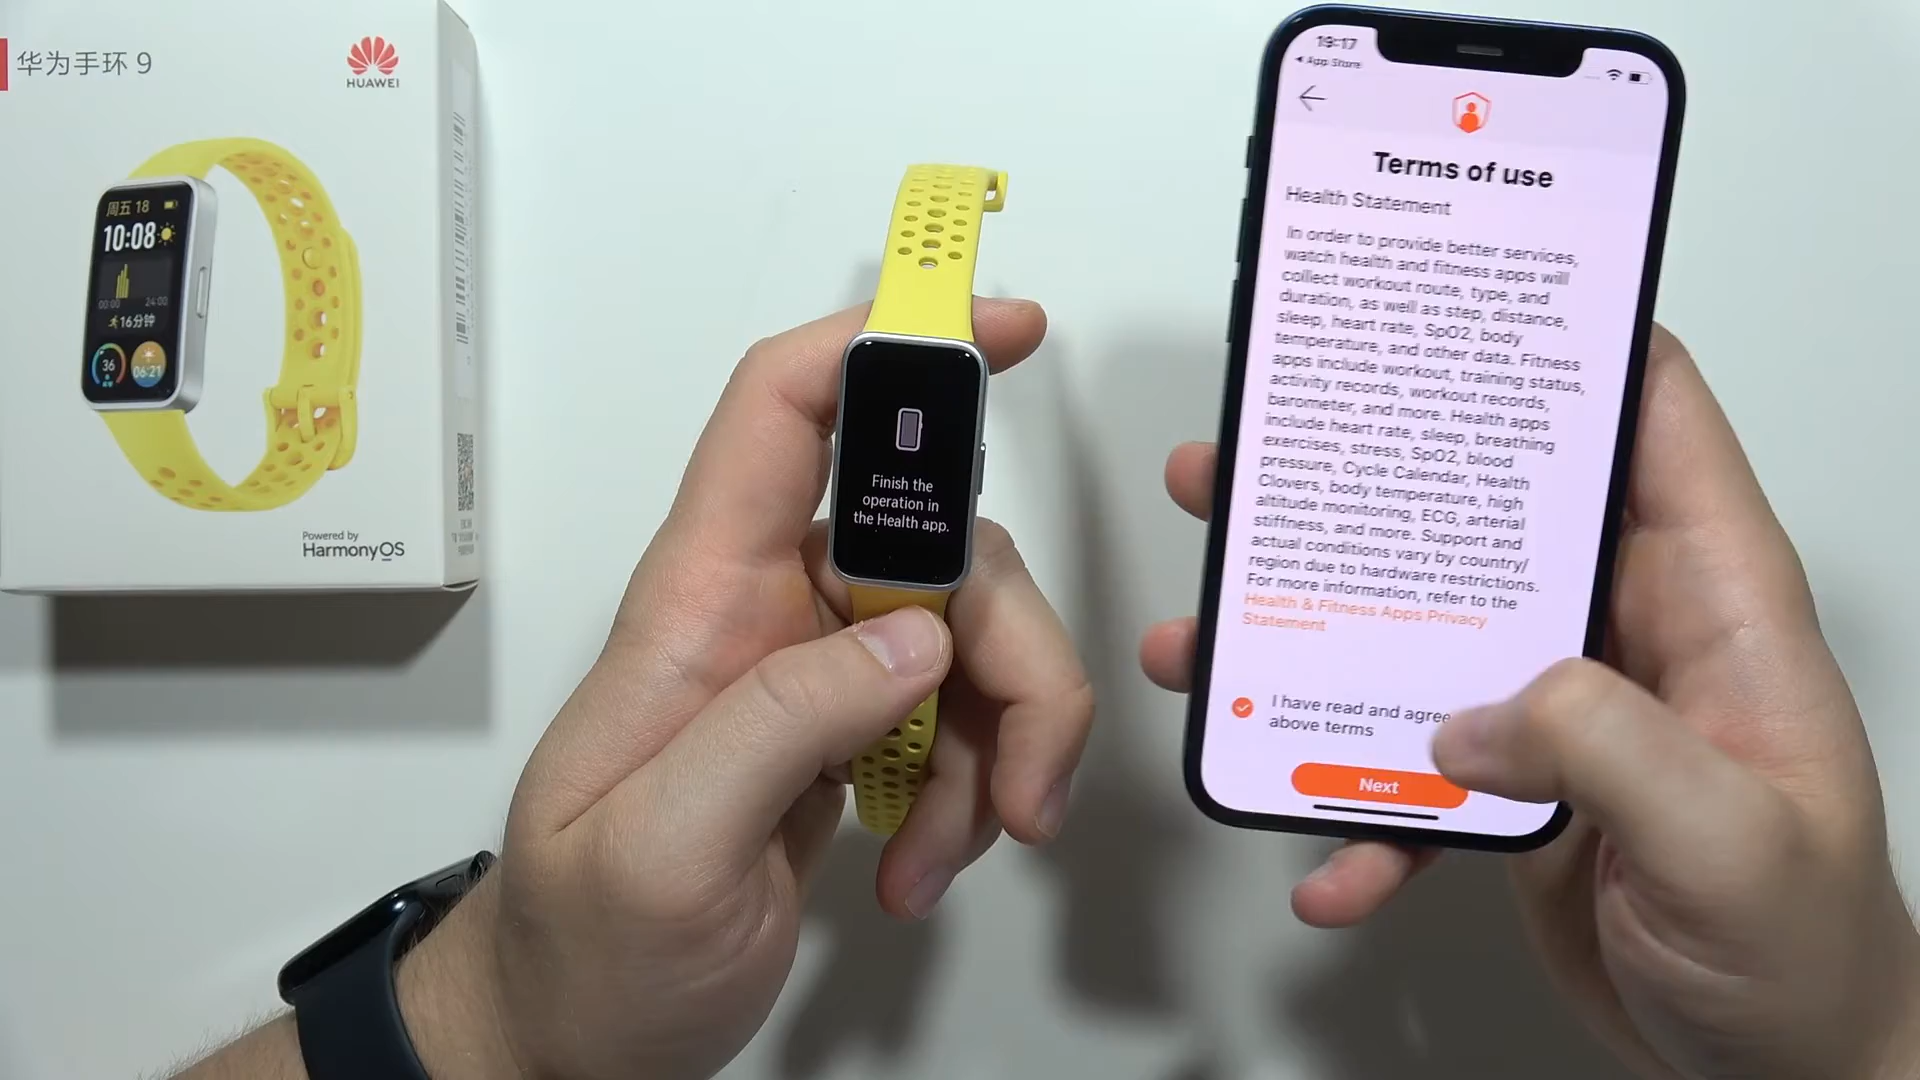 华为手环 9
HUAWEI
周五 18
10:08
00:00
24:00
16分钟
36
06:21
Powered by
HarmonyOS
Finish the
operation in
the Health app.
19:17
App Store
Terms of use
Health Statement
In order to provide better services,
watch health and fitness apps will
collect workout route, type, and
duration, as well as step, distance,
sleep, heart rate, SpO2, body
temperature, and other data. Fitness
apps include workout, training status,
activity records, workout records,
barometer, and more. Health apps
include heart rate, sleep, breathing
exercises, stress, SpO2, blood
pressure, Cycle Calendar, Health
Clovers, body temperature, high
altitude monitoring, ECG, arterial
stiffness, and more. Support and
actual conditions vary by country/
region due to hardware restrictions.
For more information, refer to the
Health & Fitness Apps Privacy
Statement
I have read and agree
above terms
Next